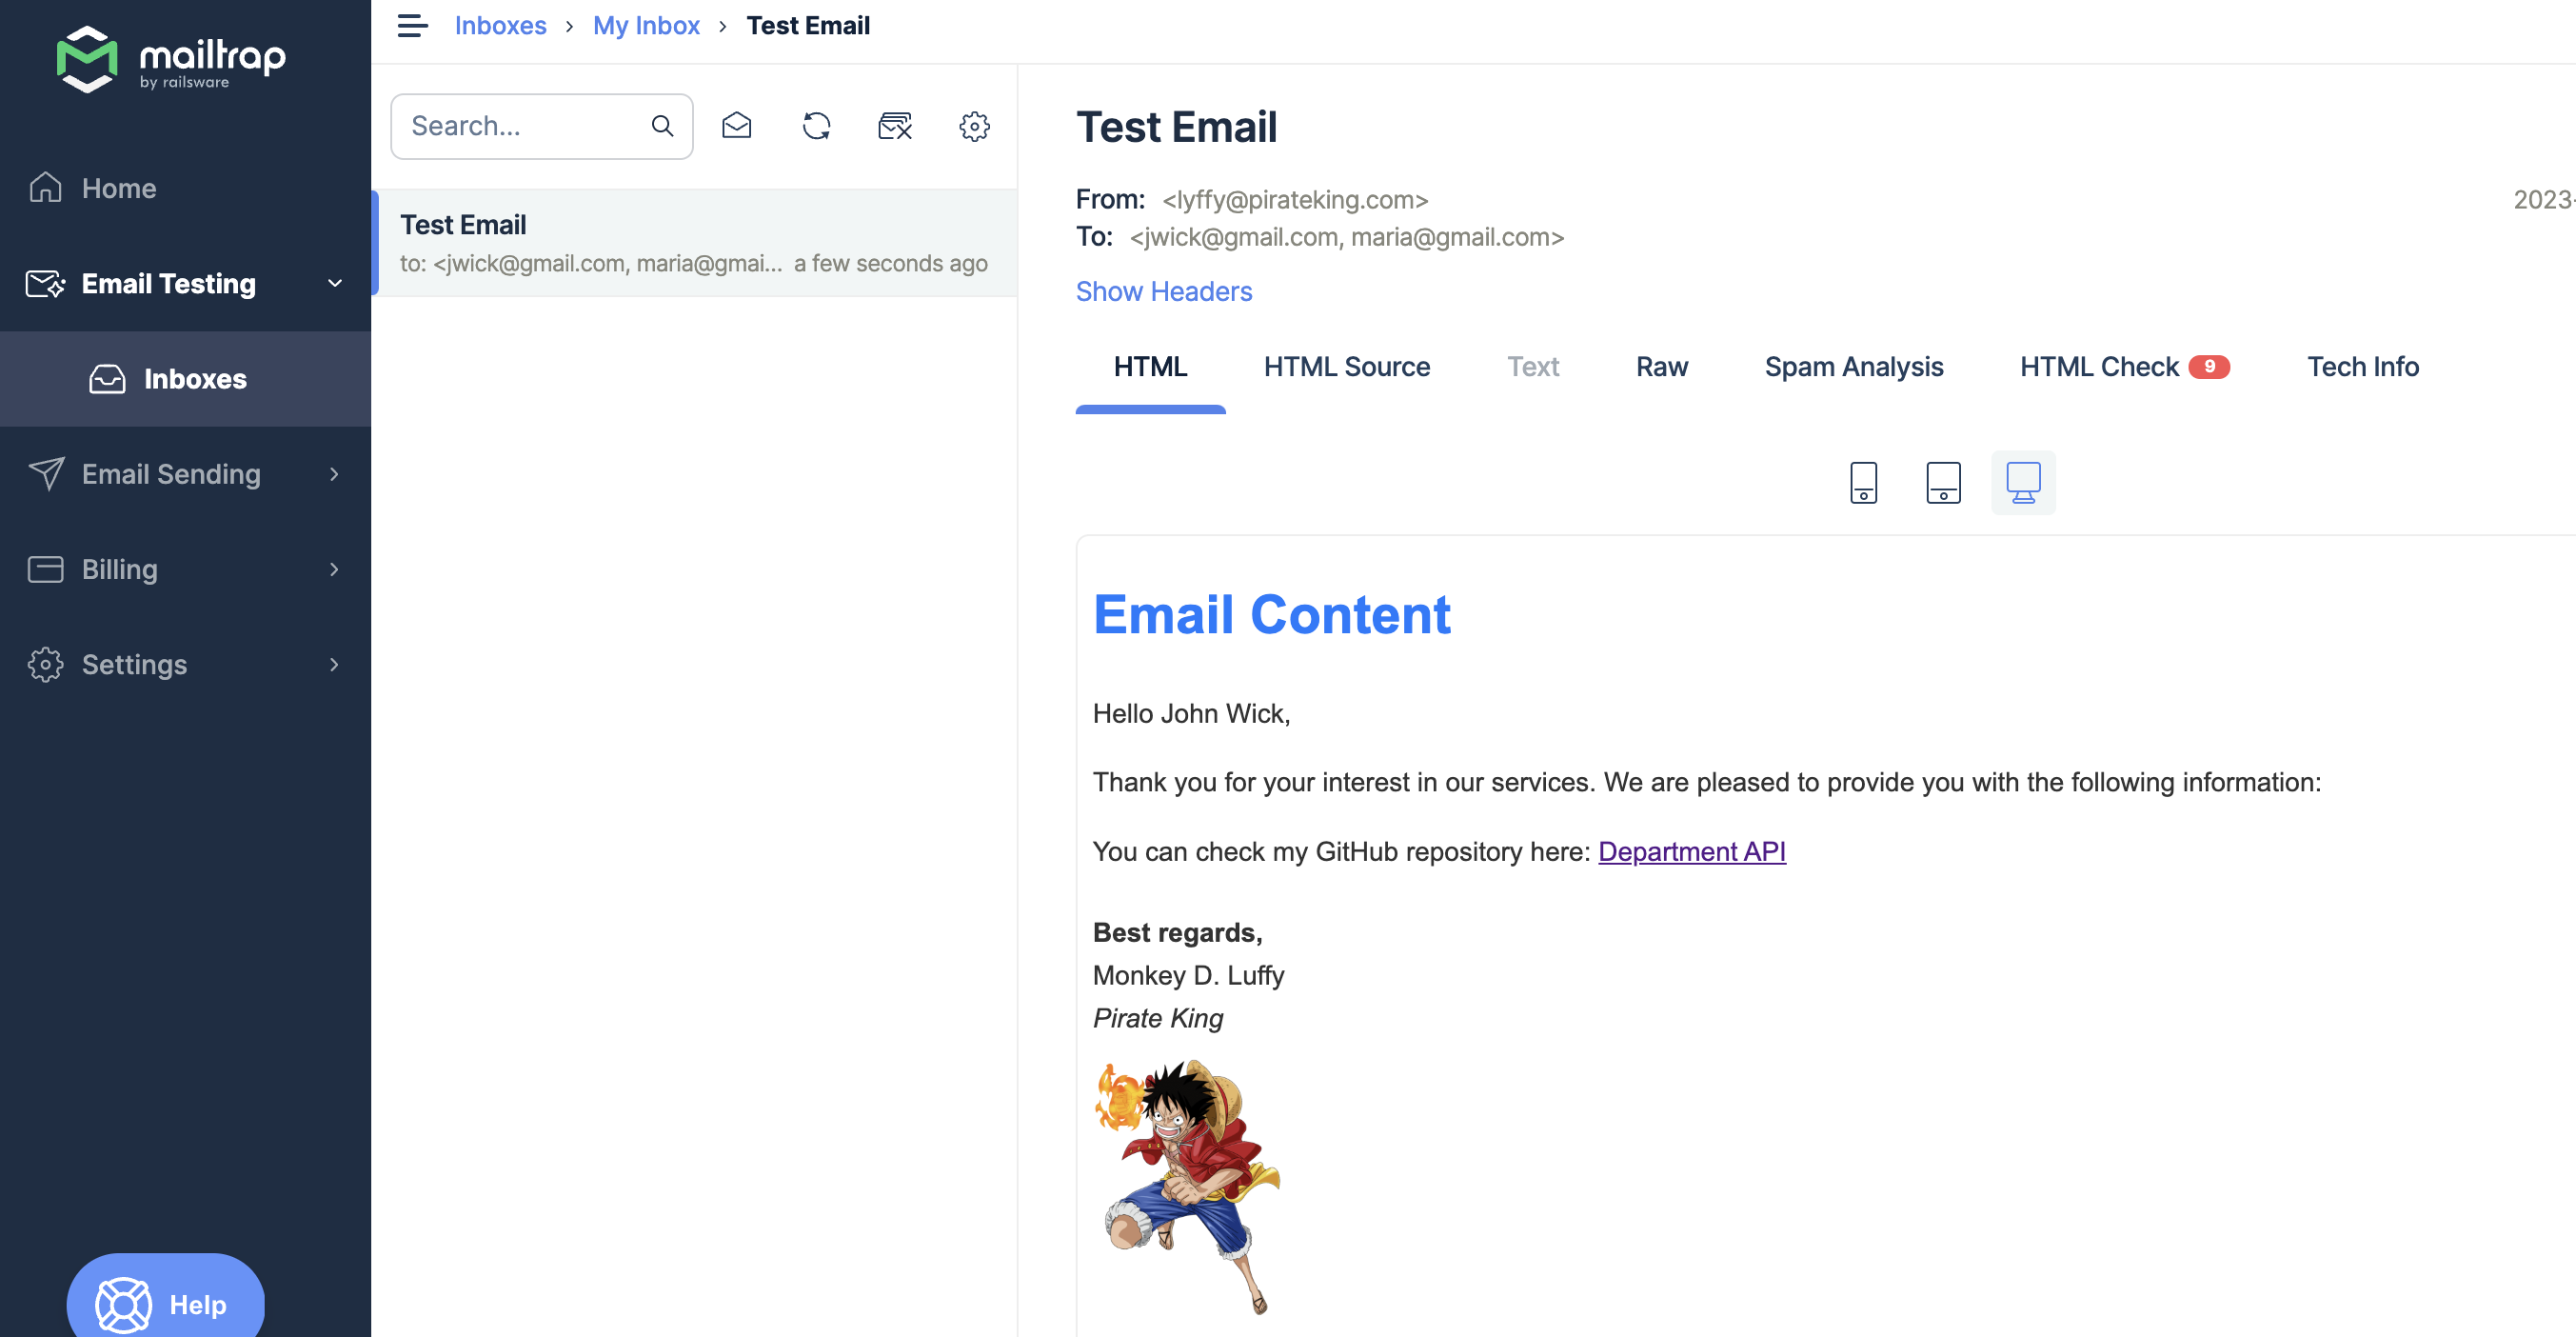 mailtrap
by railsware
Home
Email Testing
Inboxes
Email Sending
Billing
Settings
Help
Inboxes › My Inbox › Test Email
Search...
Test Email
to: <jwick@gmail.com, maria@gmai... a few seconds ago
Test Email
From: <lyffy@pirateking.com>
2023-
To: <jwick@gmail.com, maria@gmail.com>
Show Headers
HTML HTML Source Text Raw Spam Analysis HTML Check 9 Tech Info
Email Content
Hello John Wick,
Thank you for your interest in our services. We are pleased to provide you with the following information:
You can check my GitHub repository here: Department API
Best regards,
Monkey D. Luffy
Pirate King